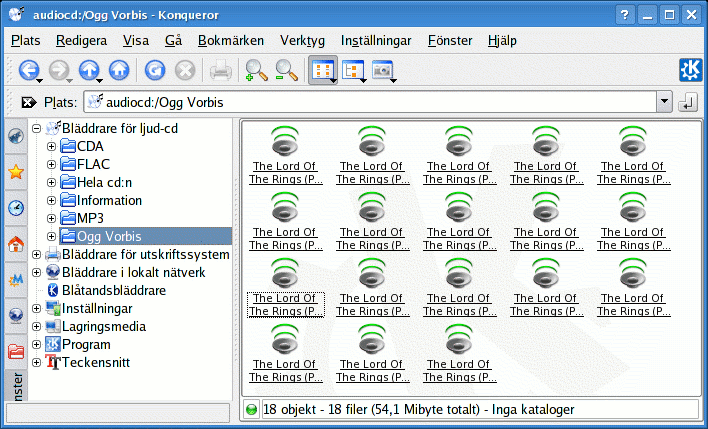 audiocd:/Ogg Vorbis - Konqueror
Plats Redigera Visa Gå Bokmärken Verktyg Inställningar Fönster Hjälp
Plats: audiocd:/Ogg Vorbis
Bläddrare för ljud-cd
CDA
FLAC
Hela cd:n
Information
MP3
Ogg Vorbis
Bläddrare för utskriftssystem
Bläddrare i lokalt nätverk
Blåtandsbläddrare
Inställningar
Lagringsmedia
Program
Teckensnitt
nster
The Lord Of The Lord Of The Lord Of The Lord Of The Lord Of
The Rings (P... The Rings (P... The Rings (P... The Rings (P... The Rings (P...
The Lord Of The Lord Of The Lord Of The Lord Of The Lord Of
The Rings (P... The Rings (P... The Rings (P... The Rings (P... The Rings (P...
The Lord Of The Lord Of The Lord Of The Lord Of The Lord Of
The Rings (P... The Rings (P... The Rings (P... The Rings (P... The Rings (P...
The Lord Of The Lord Of The Lord Of
The Rings (P... The Rings (P... The Rings (P...
18 objekt - 18 filer (54,1 Mibyte totalt) - Inga kataloger